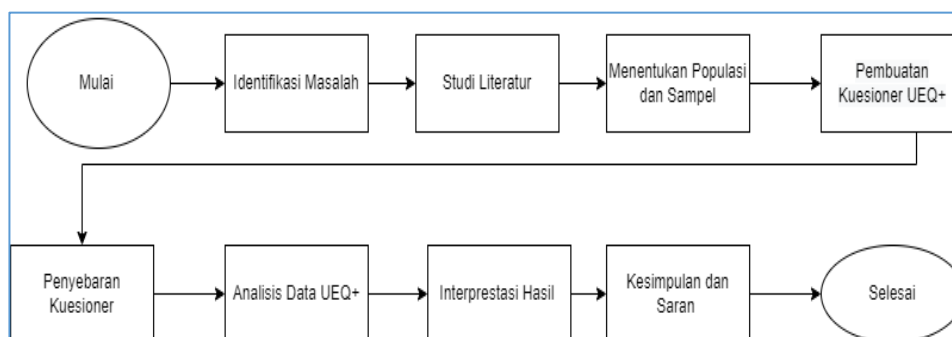 Mulai
Identifikasi Masalah
Studi Literatur
Menentukan Populasi
dan Sampel
Pembuatan
Kuesioner UEQ+
Penyebaran
Kuesioner
Analisis Data UEQ+
Interprestasi Hasil
Kesimpulan dan
Saran
Selesai